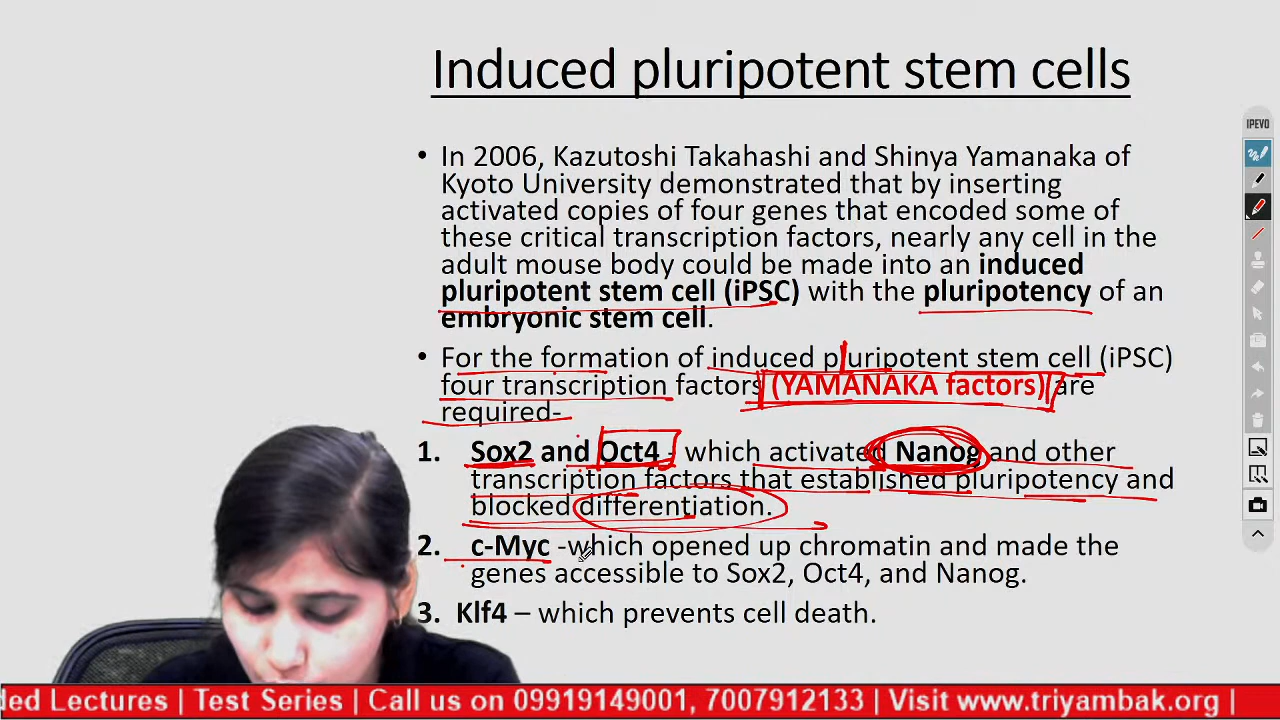 Induced pluripotent stem cells
IPEVO
• In 2006, Kazutoshi Takahashi and Shinya Yamanaka of
Kyoto University demonstrated that by inserting
activated copies of four genes that encoded some of
these critical transcription factors, nearly any cell in the
adult mouse body could be made into an induced
pluripotent stem cell (iPSC) with the pluripotency of an
embryonic stem cell.
• For the formation of induced pluripotent stem cell (iPSC)
four transcription factors (YAMANAKA factors) are
required-
1. Sox2 and Oct4 - which activated Nanog and other
transcription factors that established pluripotency and
blocked differentiation.
2. c-Myc -which opened up chromatin and made the
genes accessible to Sox2, Oct4, and Nanog.
3. Klf4 – which prevents cell death.
ded Lectures | Test Series | Call us on 09919149001, 7007912133 | Visit www.triyambak.org |